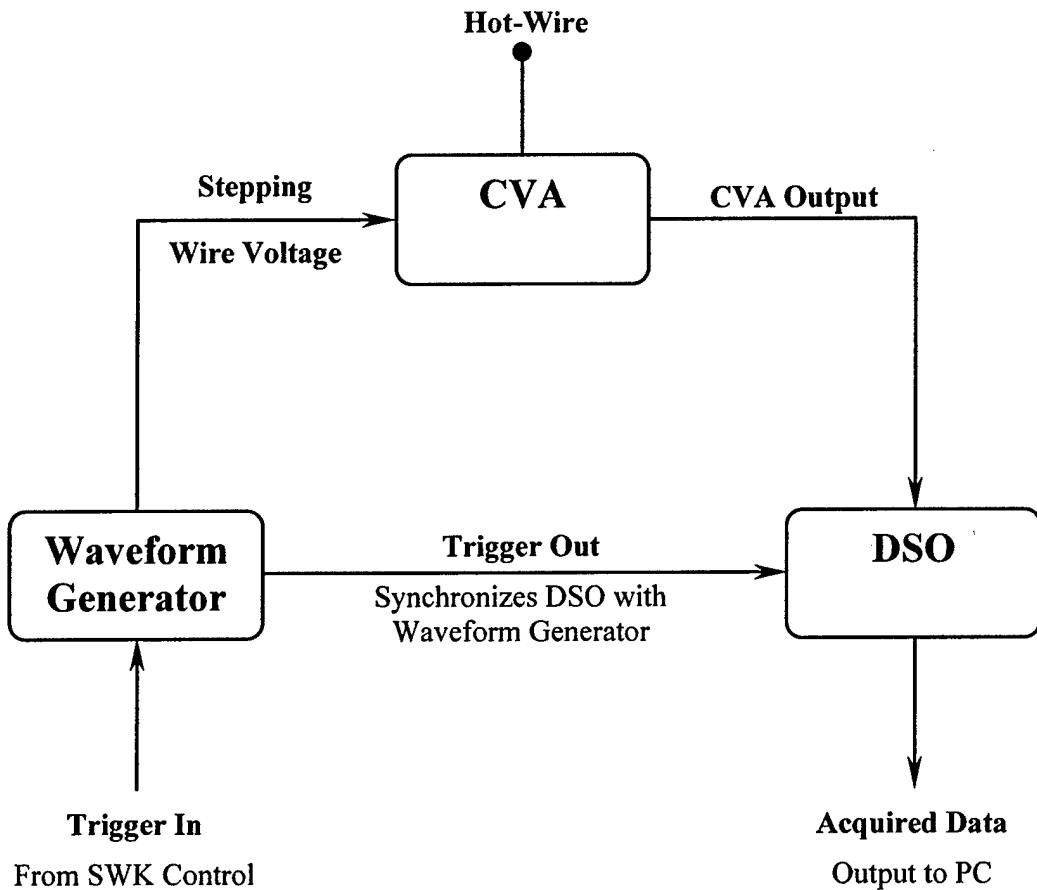 Hot-Wire
CVA
Stepping
Wire Voltage
CVA Output
Waveform
Generator
Trigger Out
Synchronizes DSO with
Waveform Generator
DSO
Trigger In
From SWK Control
Acquired Data
Output to PC